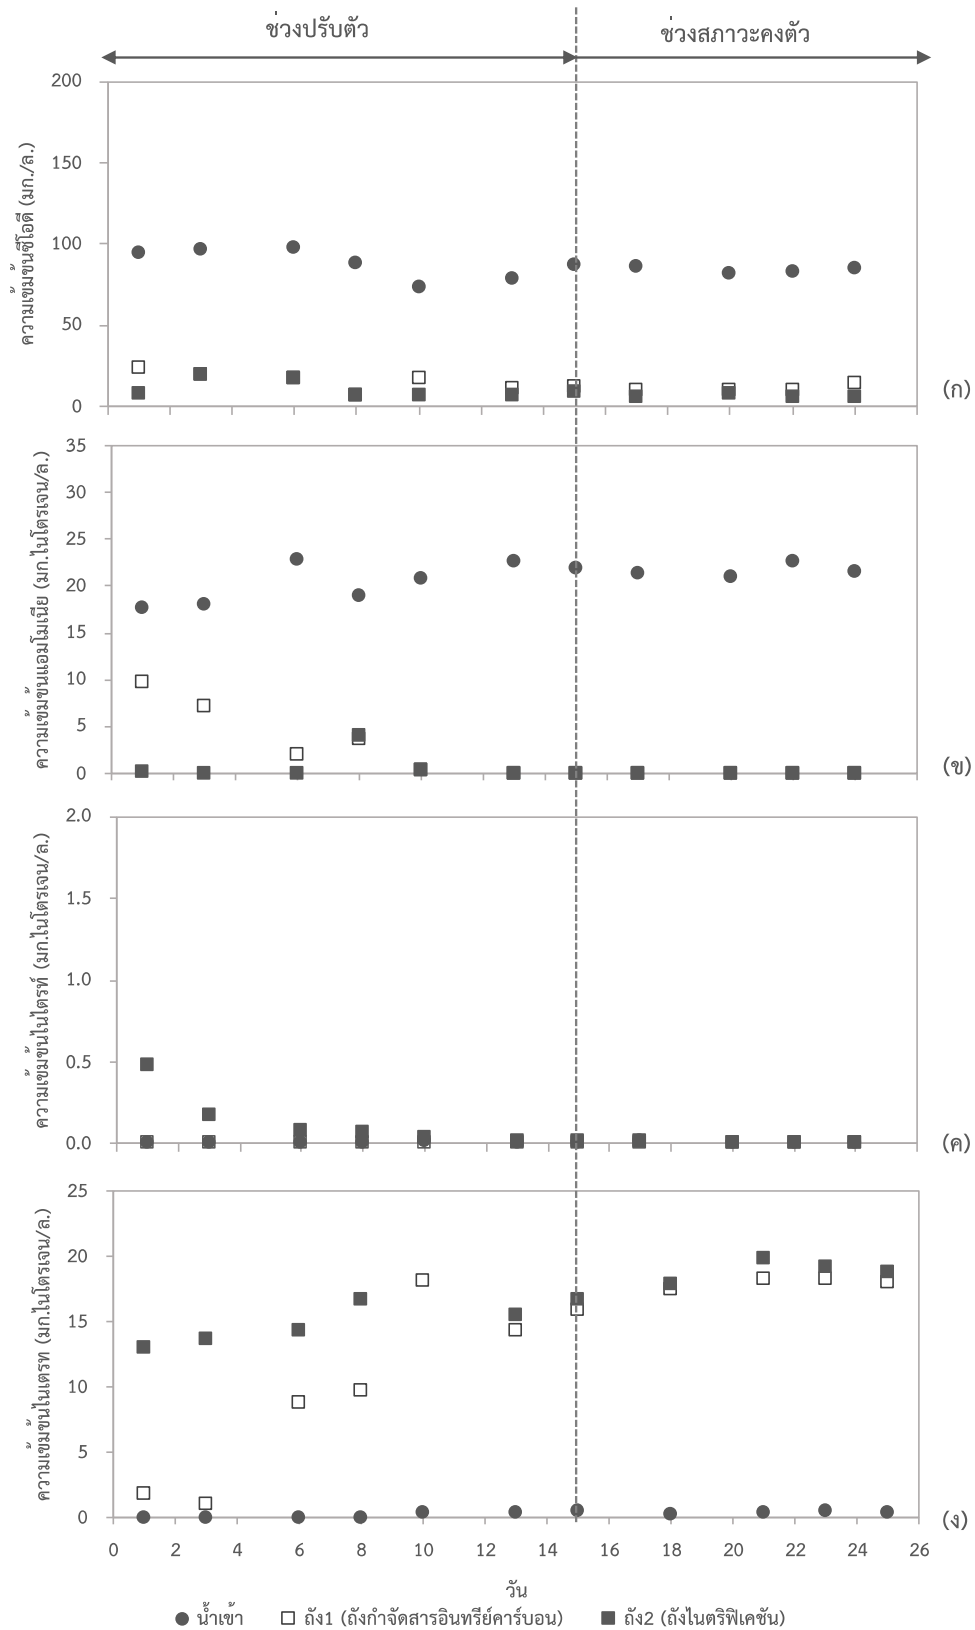 ช่วงปรับตัว
ช่วงสภาวะคงตัว
ความเข้มข้นซีโอดี (มก./ล.)
200
150
100
50
0
(ก)
ความเข้มข้นแอมโมเนีย (มก.ไนโตรเจน/ล.)
35
30
25
20
15
10
5
0
(ข)
ความเข้มข้นไนไตรท์ (มก.ไนโตรเจน/ล.)
2.0
1.5
1.0
0.5
0.0
(ค)
ความเข้มข้นไนเตรท (มก.ไนโตรเจน/ล.)
25
20
15
10
5
0
(ง)
0 2 4 6 8 10 12 14 16 18 20 22 24 26
วัน
น้ำเข้า ถัง1 (ถังกำจัดสารอินทรีย์คาร์บอน) ถัง2 (ถังไนตริฟิเคชัน)